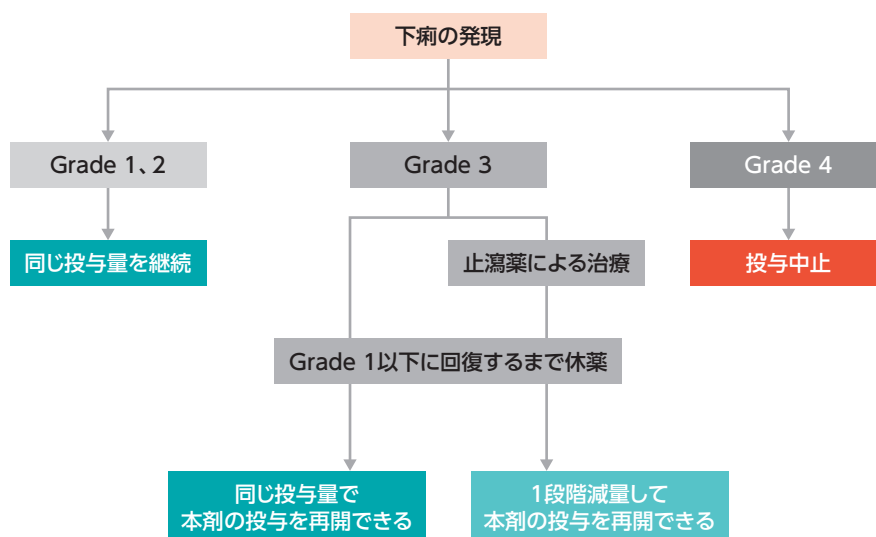 下痢の発現
Grade 1、2
Grade 3
Grade 4
同じ投与量を継続
止瀉薬による治療
投与中止
Grade 1以下に回復するまで休薬
同じ投与量で
本剤の投与を再開できる
1段階減量して
本剤の投与を再開できる